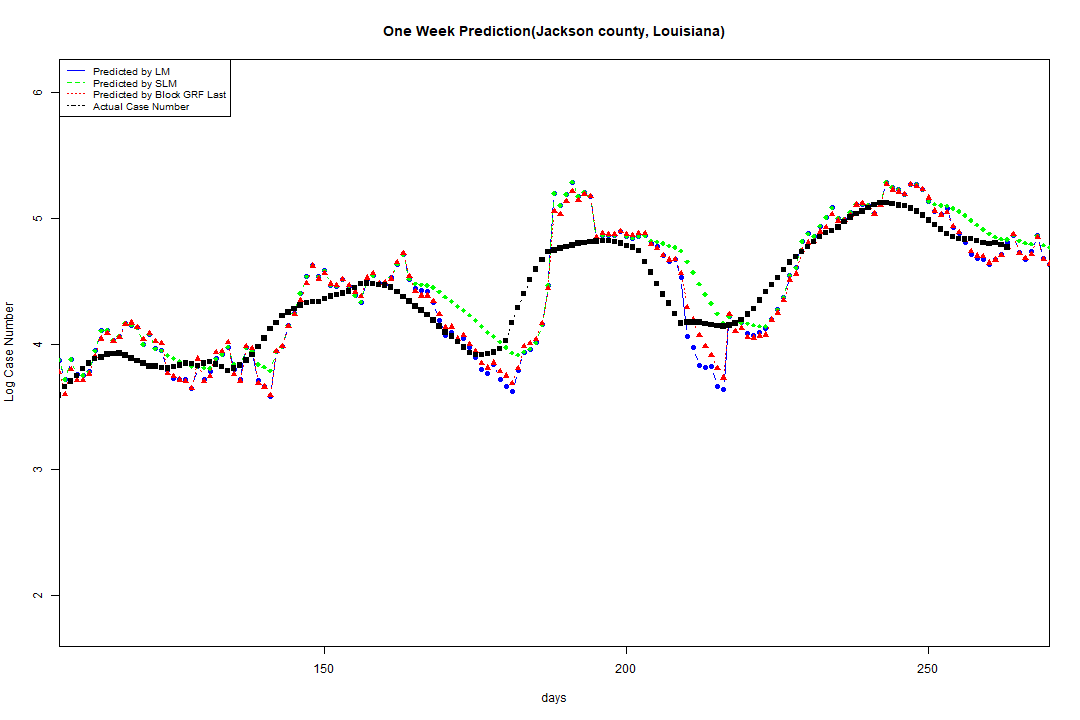 One Week Prediction(Jackson county, Louisiana)
Predicted by LM
Predicted by SLM
Predicted by Block GRF Last
Actual Case Number
6
5
4
3
2
Log Case Number
150
200
250
days